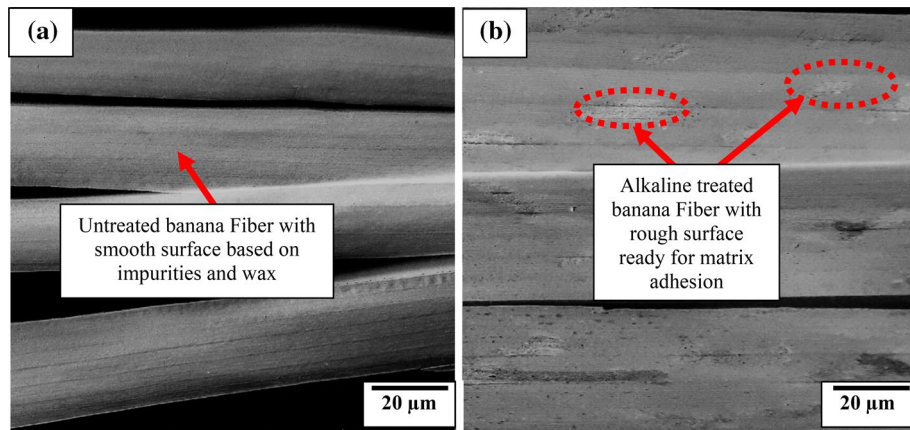 (a)
Untreated banana Fiber with
smooth surface based on
impurities and wax
20 µm
(b)
Alkaline treated
banana Fiber with
rough surface
ready for matrix
adhesion
20 µm